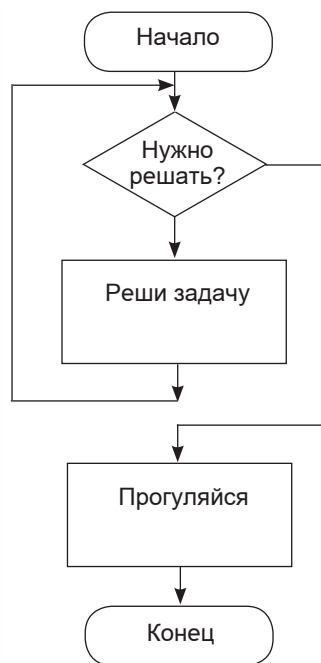 Начало
Нужно
решать?
Реши задачу
Прогуляйся
Конец